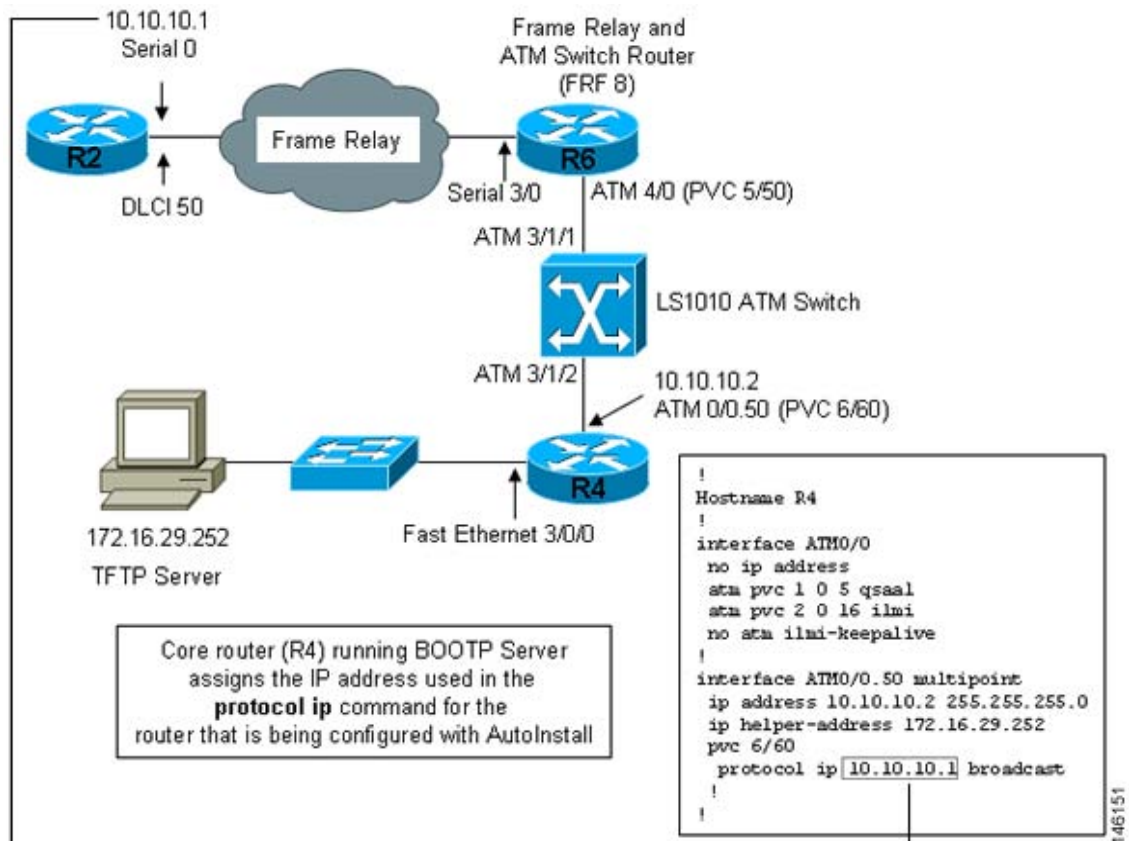 10.10.10.1
Serial 0
Frame Relay and
ATM Switch Router
(FRF 8)
R2
Frame Relay
R6
DLCI 50
Serial 3/0
ATM 4/0 (PVC 5/50)
ATM 3/1/1
LS1010 ATM Switch
ATM 3/1/2
10.10.10.2
ATM 0/0.50 (PVC 6/60)
R4
172.16.29.252
TFTP Server
Fast Ethernet 3/0/0
Core router (R4) running BOOTP Server
assigns the IP address used in the
protocol ip command for the
router that is being configured with AutoInstall
!
Hostname R4
!
interface ATM0/0
no ip address
atm pvc 1 0 5 qsaal
atm pvc 2 0 16 ilmi
no atm ilmi-keepalive
!
interface ATM0/0.50 multipoint
ip address 10.10.10.2 255.255.255.0
ip helper-address 172.16.29.252
pvc 6/60
protocol ip 10.10.10.1 broadcast
!
!
146151